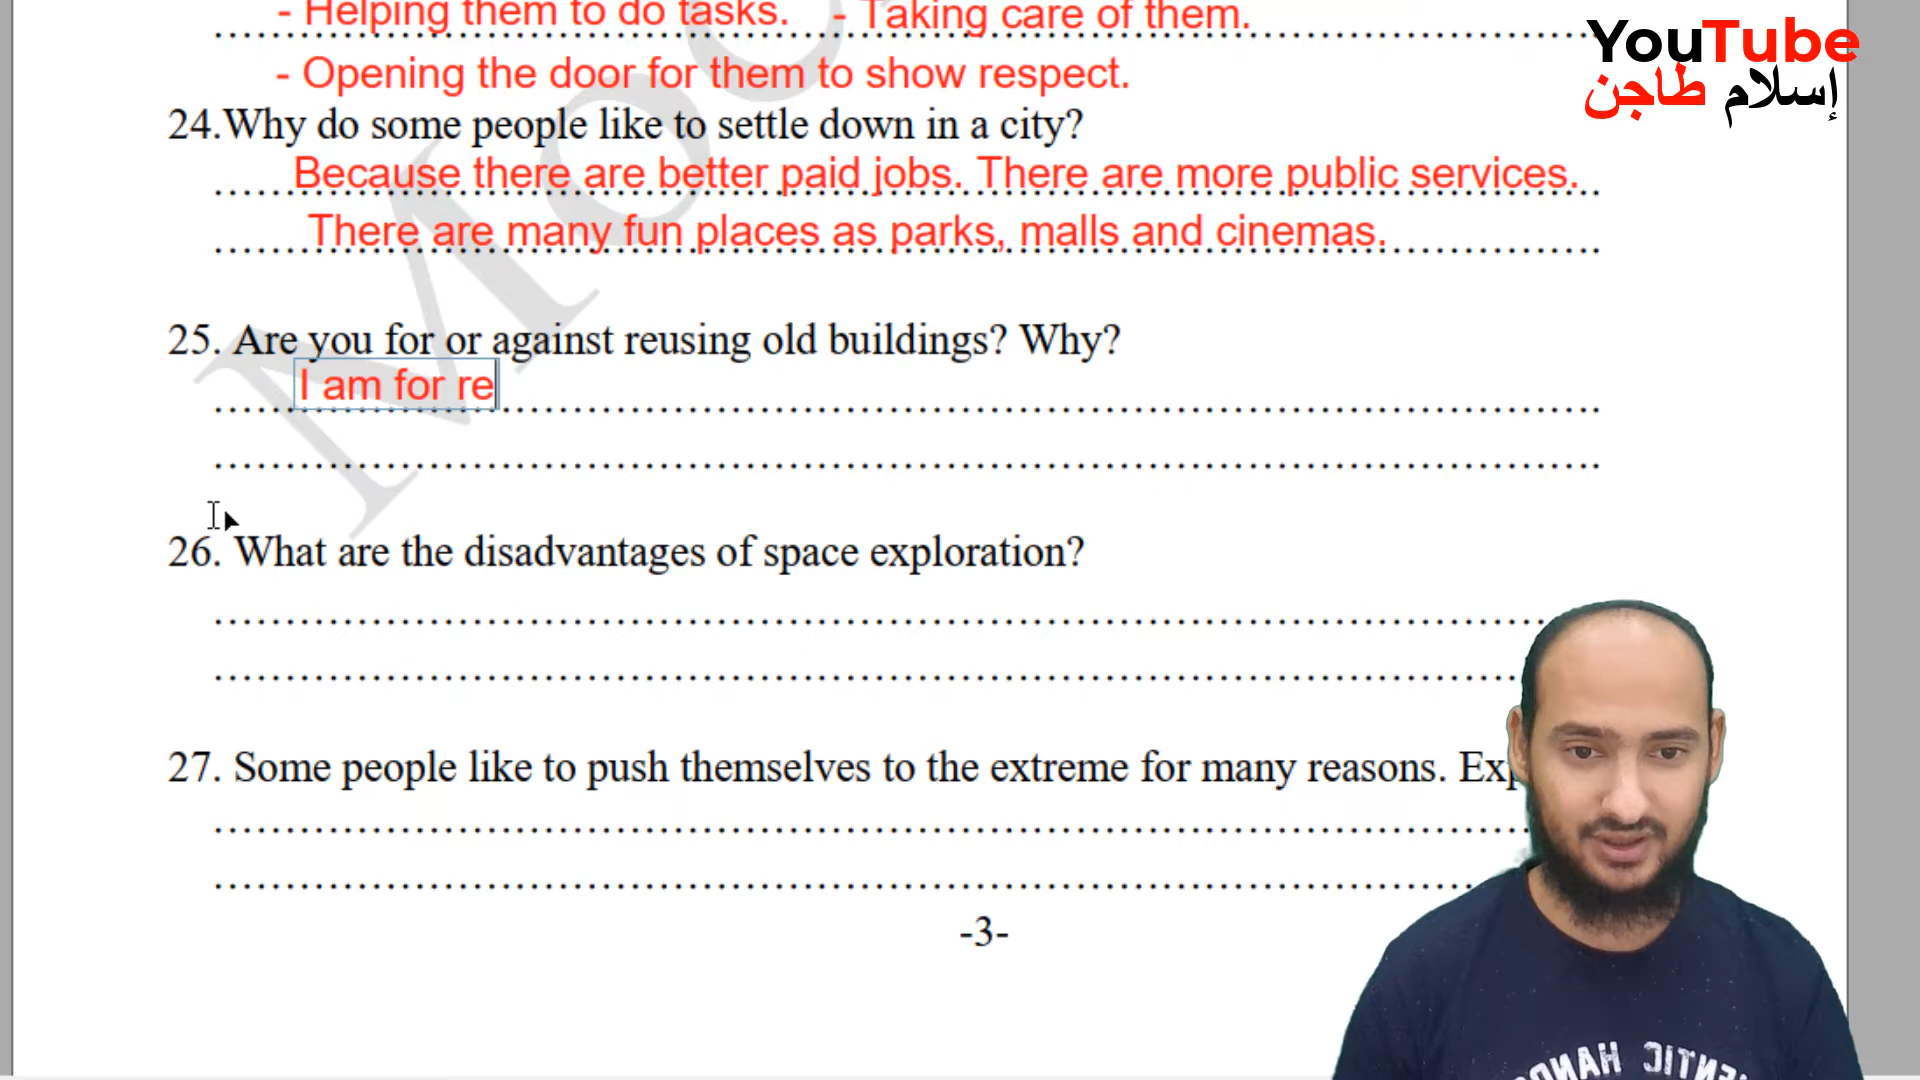 - Helping them to do tasks. - Taking care of them.
YouTube
إسلام طاجن
- Opening the door for them to show respect.
24.Why do some people like to settle down in a city?
Because there are better paid jobs. There are more public services.
There are many fun places as parks, malls and cinemas.
25. Are you for or against reusing old buildings? Why?
I am for re
26. What are the disadvantages of space exploration?
27. Some people like to push themselves to the extreme for many reasons.
-3-